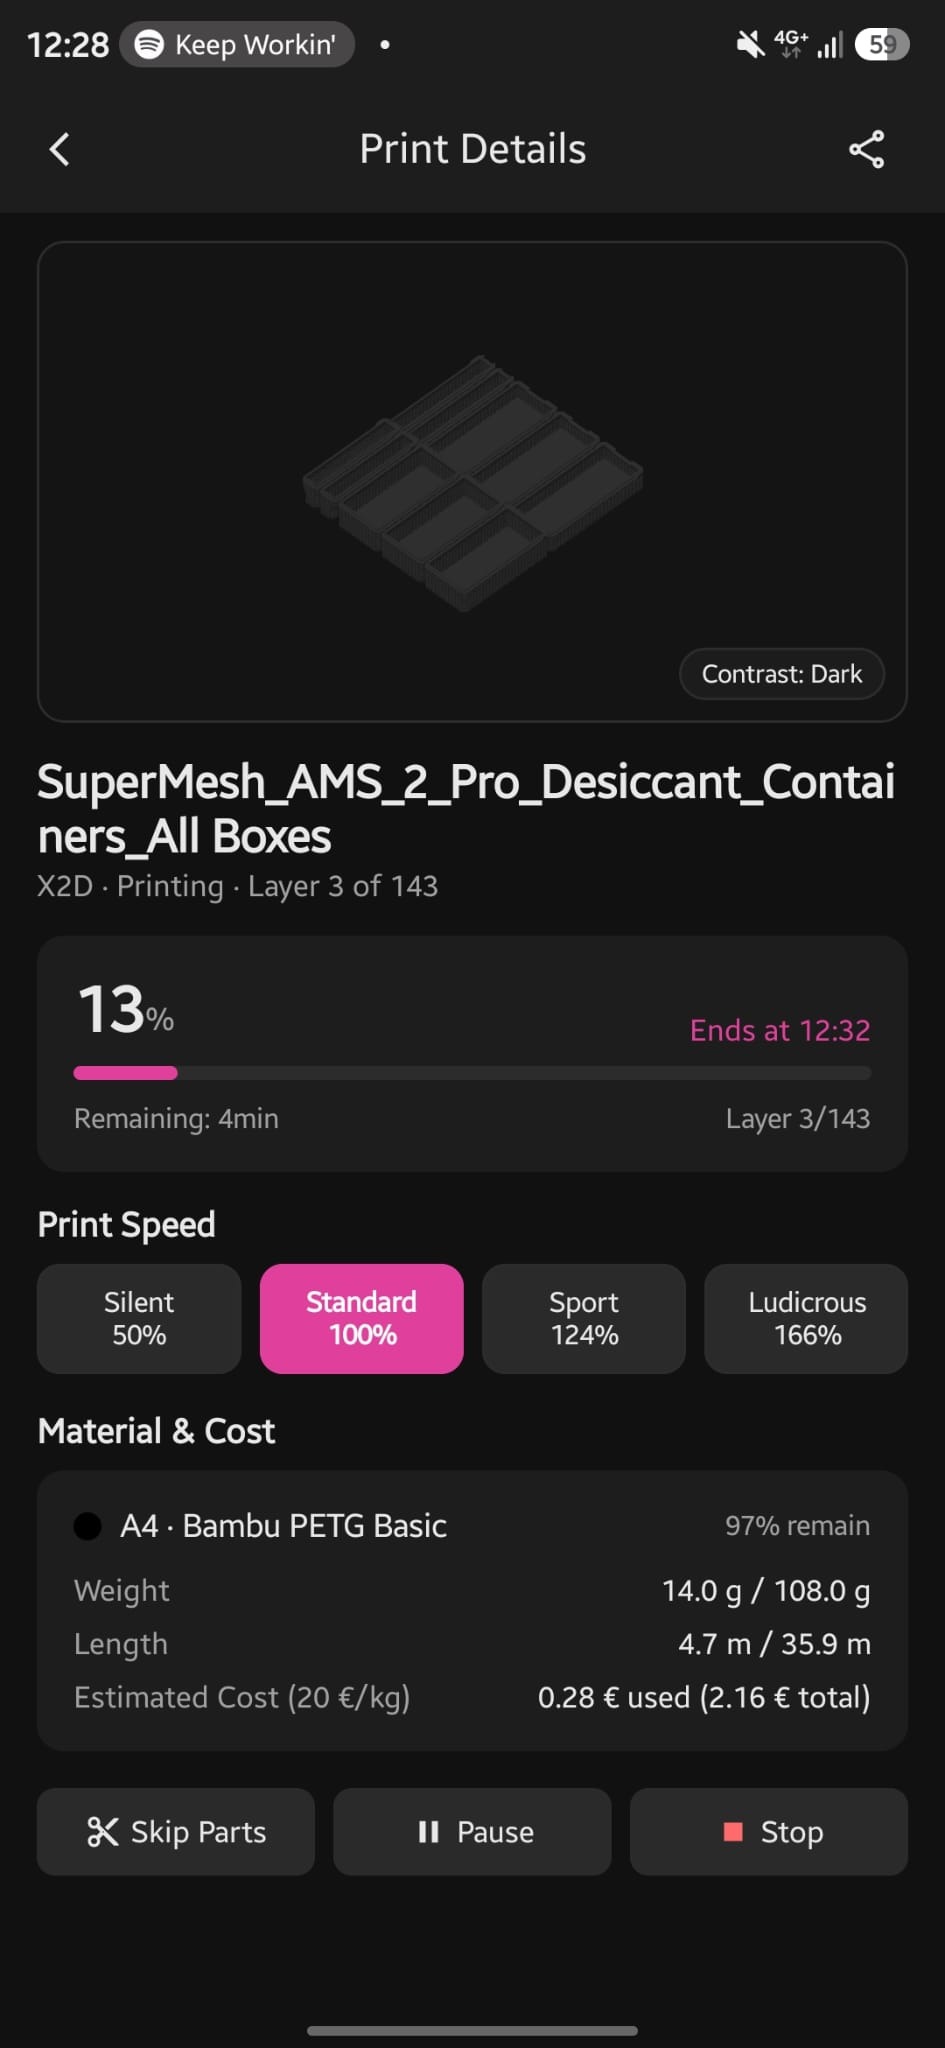 12:28 Keep Workin' • 4G+ 59
Print Details
Contrast: Dark
SuperMesh_AMS_2_Pro_Desiccant_Contai
ners_All Boxes
X2D · Printing · Layer 3 of 143
13%
Ends at 12:32
Remaining: 4min Layer 3/143
Print Speed
Silent
50%
Standard
100%
Sport
124%
Ludicrous
166%
Material & Cost
A4 · Bambu PETG Basic 97% remain
Weight 14.0 g / 108.0 g
Length 4.7 m / 35.9 m
Estimated Cost (20 €/kg) 0.28 € used (2.16 € total)
Skip Parts Pause Stop